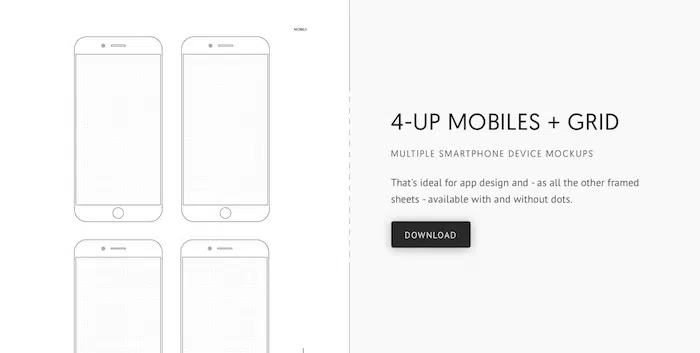 MOBILE
4-UP MOBILES + GRID
MULTIPLE SMARTPHONE DEVICE MOCKUPS
That's ideal for app design and - as all the other framed
sheets - available with and without dots.
DOWNLOAD